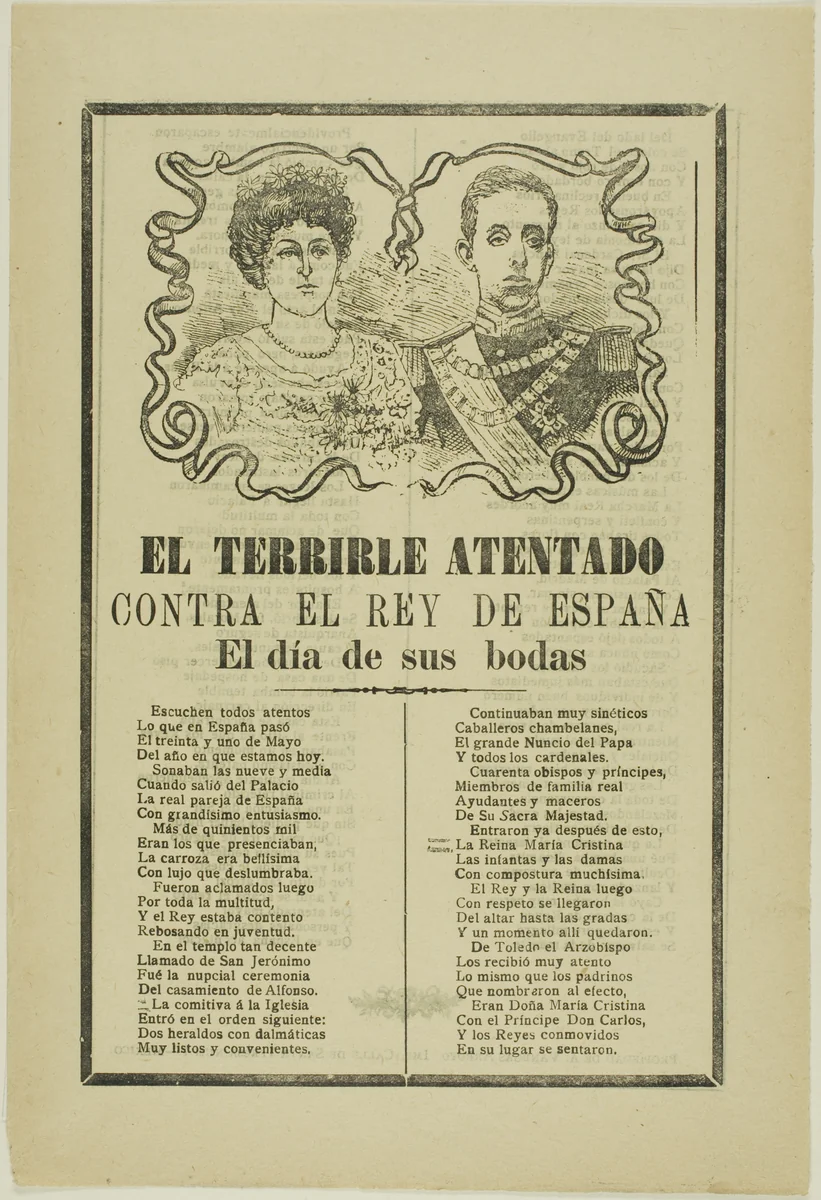 EL TERRIRLE ATENTADO
CONTRA EL REY DE ESPAÑA
El día de sus bodas
Escuchen todos atentos
Lo que en España pasó
El treinta y uno de Mayo
Del año en que estamos hoy.
Sonaban las nueve y media
Cuando salió del Palacio
La real pareja de España
Con grandísimo entusiasmo.
Más de quinientos mil
Eran los que presenciaban,
La carroza era bellísima
Con lujo que deslumbraba.
Fueron aclamados luego
Por toda la multitud,
Y el Rey estaba contento
Rebosando en juventud.
En el templo tan decente
Llamado de San Jerónimo
Fué la nupcial ceremonia
Del casamiento de Alfonso.
La comitiva á la Iglesia
Entró en el orden siguiente:
Dos heraldos con dalmáticas
Muy listos y convenientes.
Continuaban muy sinéticos
Caballeros chambelanes,
El grande Nuncio del Papa
Y todos los cardenales.
Cuarenta obispos y príncipes,
Miembros de familia real
Ayudantes y maceros
De Su Sacra Majestad.
Entraron ya después de esto,
La Reina María Cristina
Las infantas y las damas
Con compostura muchísima.
El Rey y la Reina luego
Con respeto se llegaron
Del altar hasta las gradas
Y un momento allí quedaron.
De Toledo el Arzobispo
Los recibió muy atento
Lo mismo que los padrinos
Que nombraron al efecto,
Eran Doña María Cristina
Con el Príncipe Don Carlos,
Y los Reyes conmovidos
En su lugar se sentaron.